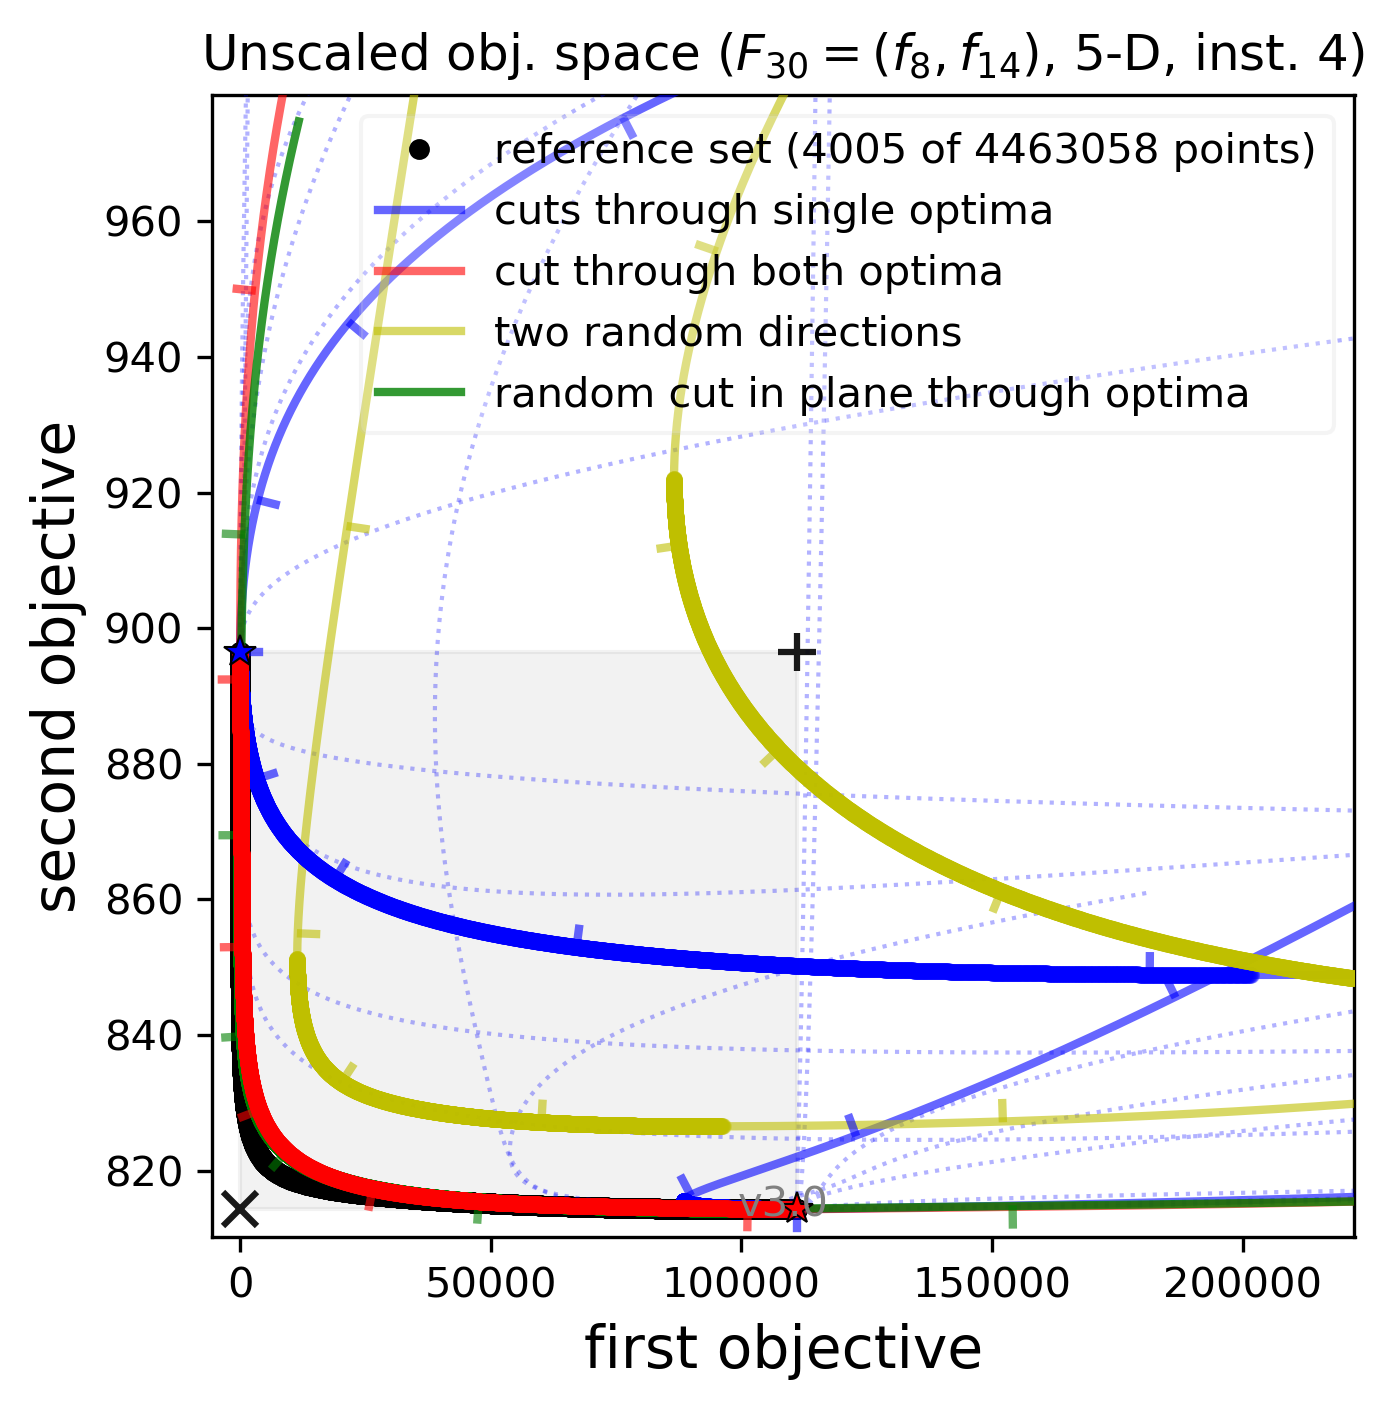 Unscaled obj. space (F₃₀ = (f₈, f₁₄), 5-D, inst. 4)
reference set (4005 of 4463058 points)
cuts through single optima
cut through both optima
two random directions
random cut in plane through optima
second objective
960
940
920
900
880
860
840
820
v3.0
0
50000
100000
150000
200000
first objective